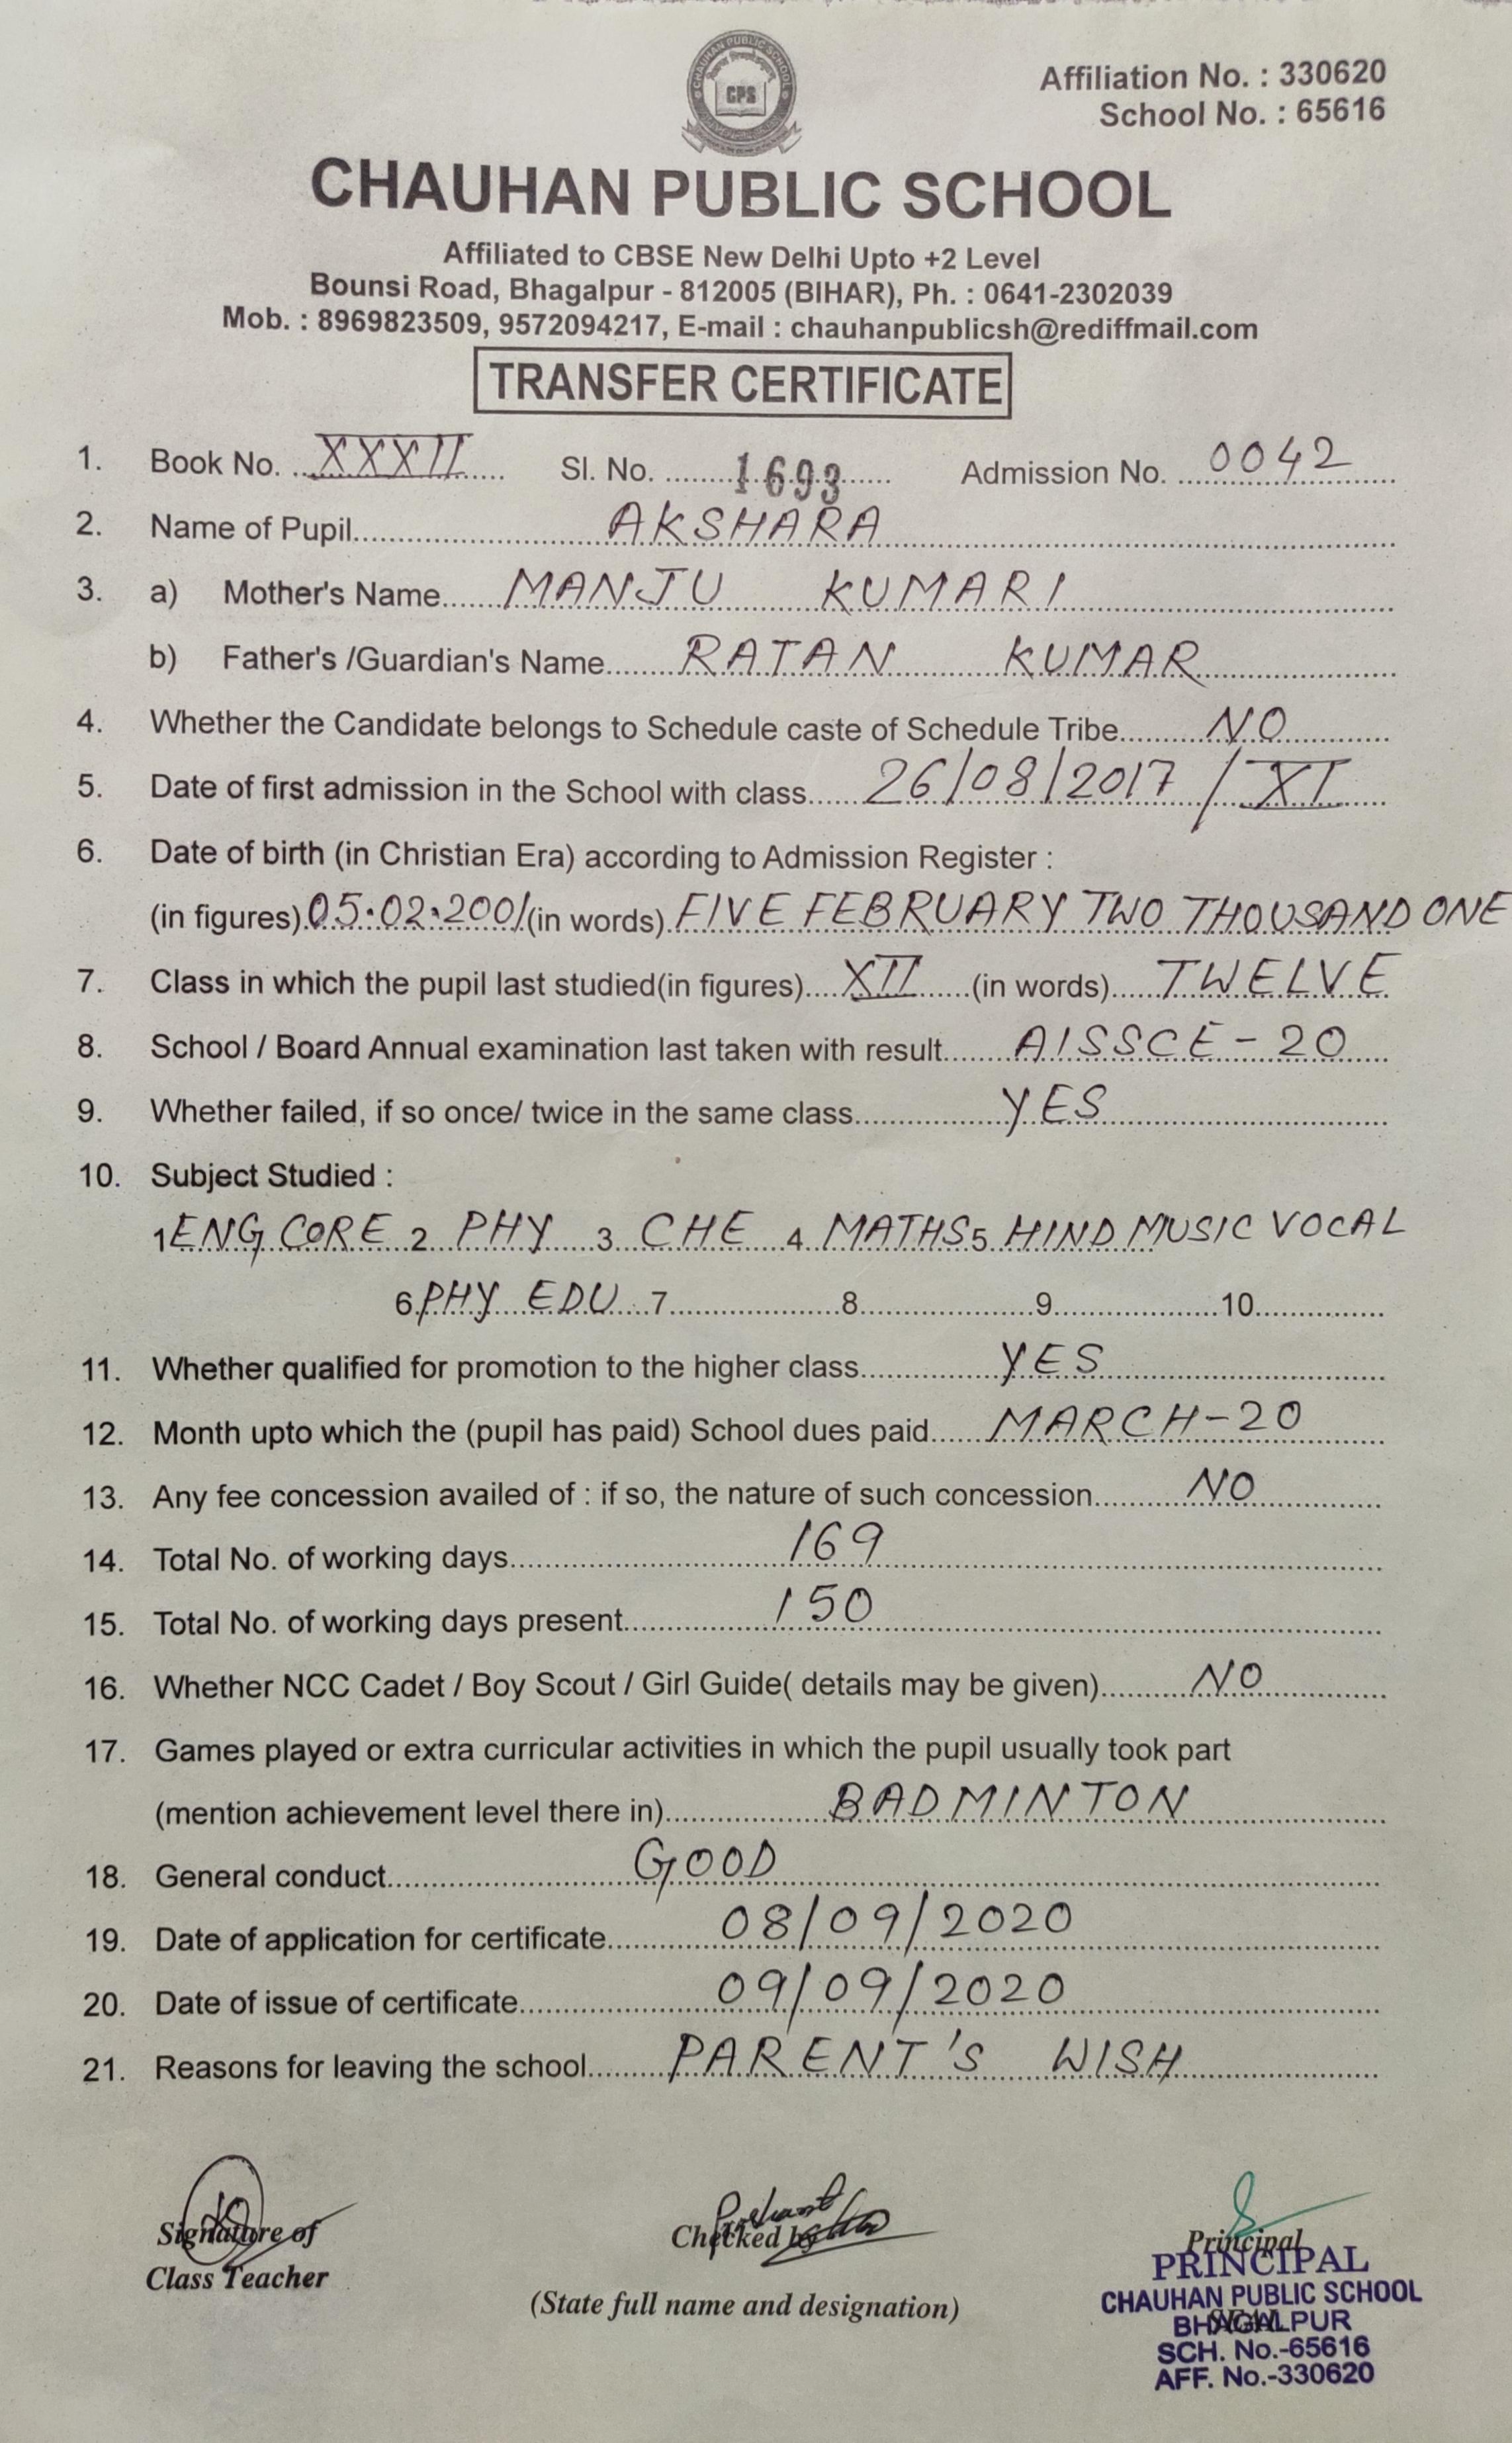 CHAUHAN PUBLIC SCHOOL
CPS
Affiliation No. : 330620
School No. : 65616
CHAUHAN PUBLIC SCHOOL
Affiliated to CBSE New Delhi Upto +2 Level
Bounsi Road, Bhagalpur - 812005 (BIHAR), Ph. : 0641-2302039
Mob. : 8969823509, 9572094217, E-mail : chauhanpublicsh@rediffmail.com
TRANSFER CERTIFICATE
1. Book No. XXXII Sl. No. 1693 Admission No. 0042
2. Name of Pupil AKSHARA
3. a) Mother's Name MANJU KUMARI
b) Father's /Guardian's Name RATAN KUMAR
4. Whether the Candidate belongs to Schedule caste of Schedule Tribe NO
5. Date of first admission in the School with class 26/08/2017 / XI
6. Date of birth (in Christian Era) according to Admission Register :
(in figures) 05.02.2001 (in words) FIVE FEBRUARY TWO THOUSAND ONE
7. Class in which the pupil last studied(in figures) XII (in words) TWELVE
8. School / Board Annual examination last taken with result AISSCE - 20
9. Whether failed, if so once/ twice in the same class YES
10. Subject Studied :
1 ENG CORE 2 PHY 3 CHE 4 MATHS 5 HIND MUSIC VOCAL
6 PHY EDU 7 8 9 10
11. Whether qualified for promotion to the higher class YES
12. Month upto which the (pupil has paid) School dues paid MARCH-20
13. Any fee concession availed of : if so, the nature of such concession NO
14. Total No. of working days 169
15. Total No. of working days present 150
16. Whether NCC Cadet / Boy Scout / Girl Guide( details may be given) NO
17. Games played or extra curricular activities in which the pupil usually took part
(mention achievement level there in) BADMINTON
18. General conduct GOOD
19. Date of application for certificate 08/09/2020
20. Date of issue of certificate 09/09/2020
21. Reasons for leaving the school PARENT'S WISH
Signature of
Class Teacher
Checked by
(State full name and designation)
Principal
PRINCIPAL
CHAUHAN PUBLIC SCHOOL
BHAGALPUR
SEAL
SCH. No.-65616
AFF. No.-330620